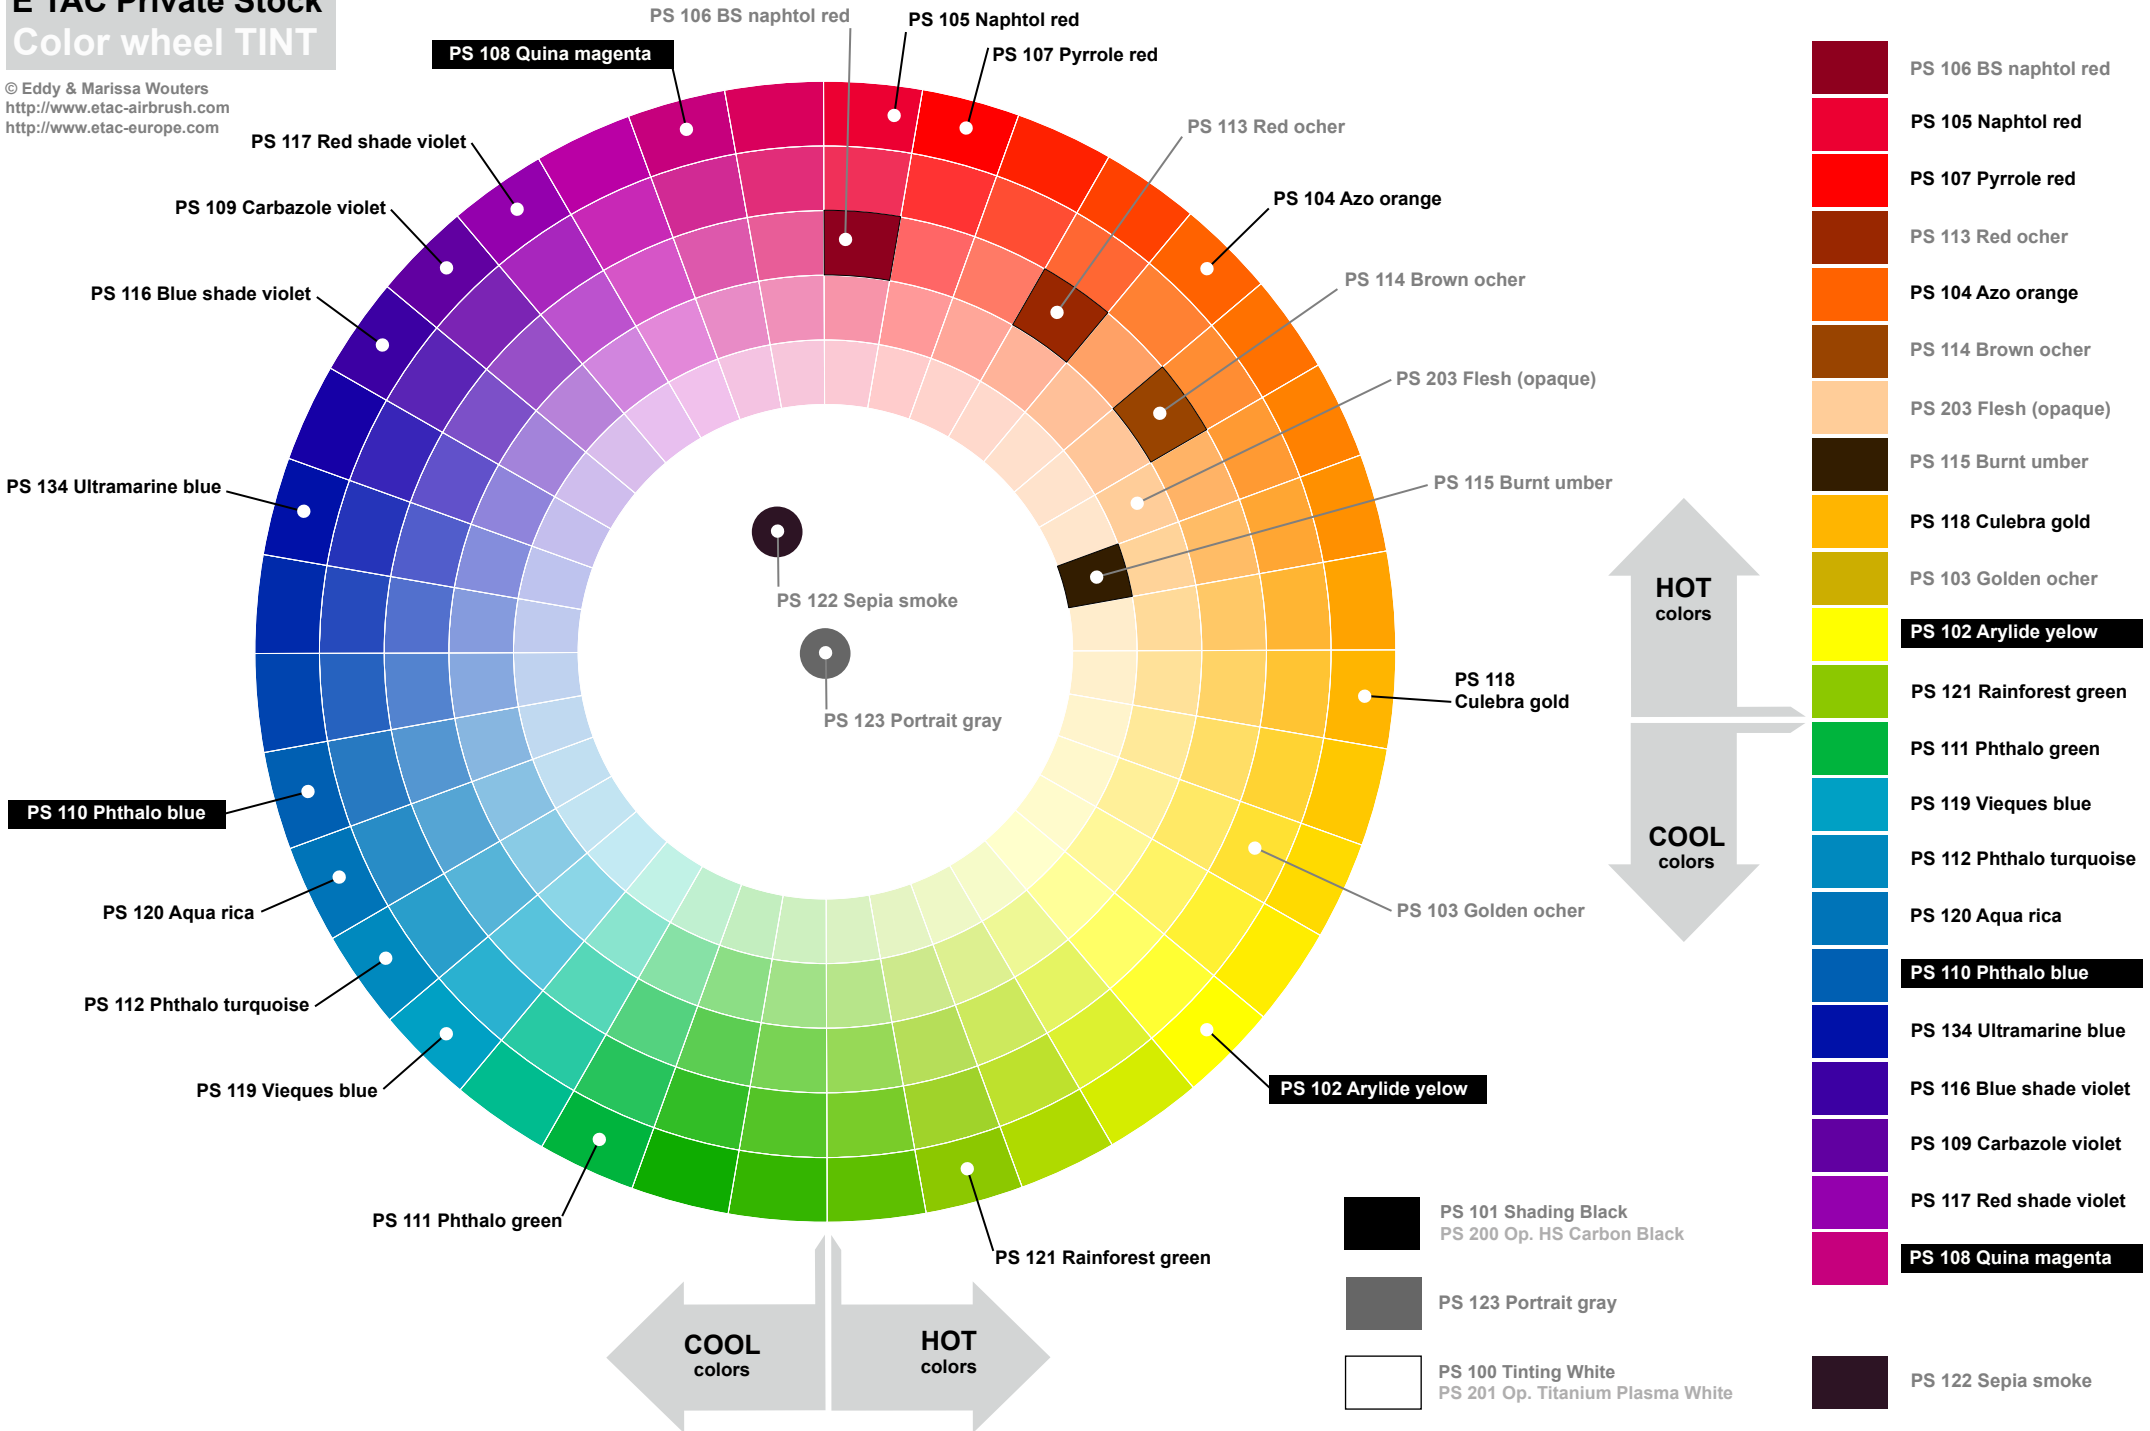 E TAC Private Stock
Color wheel TINT
© Eddy & Marissa Wouters
http://www.etac-airbrush.com
http://www.etac-europe.com
PS 106 BS naphtol red
PS 105 Naphtol red
PS 108 Quina magenta
PS 107 Pyrrole red
PS 117 Red shade violet
PS 113 Red ocher
PS 109 Carbazole violet
PS 104 Azo orange
PS 116 Blue shade violet
PS 114 Brown ocher
PS 203 Flesh (opaque)
PS 134 Ultramarine blue
PS 115 Burnt umber
PS 122 Sepia smoke
PS 123 Portrait gray
PS 118
Culebra gold
PS 110 Phthalo blue
PS 120 Aqua rica
PS 103 Golden ocher
PS 112 Phthalo turquoise
PS 119 Vieques blue
PS 102 Arylide yelow
PS 111 Phthalo green
PS 121 Rainforest green
COOL
colors
HOT
colors
HOT
colors
COOL
colors
PS 106 BS naphtol red
PS 105 Naphtol red
PS 107 Pyrrole red
PS 113 Red ocher
PS 104 Azo orange
PS 114 Brown ocher
PS 203 Flesh (opaque)
PS 115 Burnt umber
PS 118 Culebra gold
PS 103 Golden ocher
PS 102 Arylide yelow
PS 121 Rainforest green
PS 111 Phthalo green
PS 119 Vieques blue
PS 112 Phthalo turquoise
PS 120 Aqua rica
PS 110 Phthalo blue
PS 134 Ultramarine blue
PS 116 Blue shade violet
PS 109 Carbazole violet
PS 117 Red shade violet
PS 108 Quina magenta
PS 101 Shading Black
PS 200 Op. HS Carbon Black
PS 123 Portrait gray
PS 100 Tinting White
PS 201 Op. Titanium Plasma White
PS 122 Sepia smoke